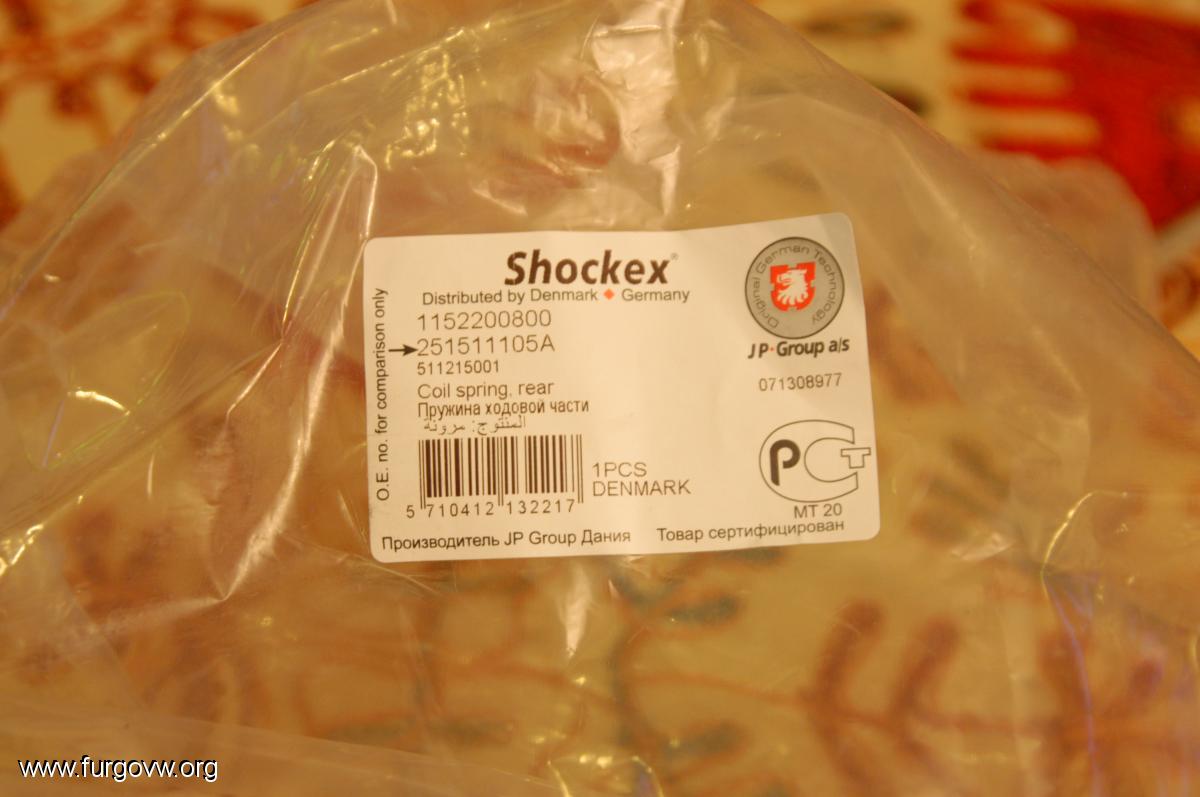 Shockex®
Distributed by Denmark ♦ Germany
1152200800
251511105A
511215001
Coil spring, rear
Пружина ходовой части
المنتوج: مرونة
5 710412 132217
1PCS
DENMARK
Производитель JP Group Дания
Товар сертифицирован
O.E. no. for comparison only
Original German Technology
JP·Group a/s
071308977
РСТ
MT 20
www.furgovw.org